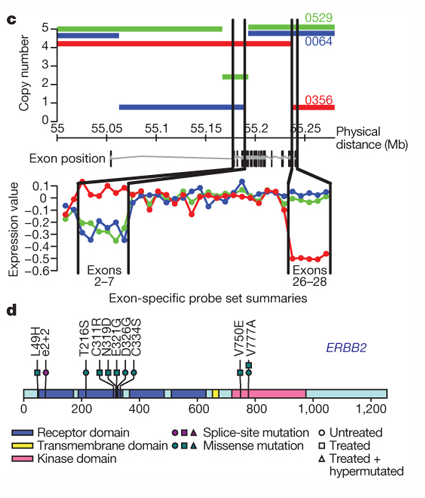 c
0529
0064
0356
5
4
3
2
1
0
Copy number
55
55.05
55.1
55.15
55.2
55.25
Physical
distance (Mb)
Exon position
0.1
0
−0.1
−0.2
−0.3
−0.4
−0.5
−0.6
Expression value
Exons
2–7
Exons
26–28
Exon-specific probe set summaries
d
L49H
e2+2
T216S
C311R
N319D
E321G
D326G
C334S
V750E
V777A
ERBB2
0
200
400
600
800
1,000
1,200
Receptor domain
Transmembrane domain
Kinase domain
Splice-site mutation
Missense mutation
Untreated
Treated
Treated +
hypermutated